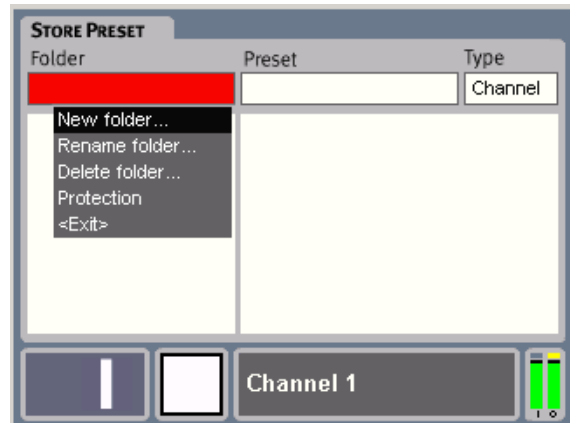 STORE PRESET
Folder Preset Type
Channel
New folder...
Rename folder...
Delete folder...
Protection
<Exit>
Channel 1
I O